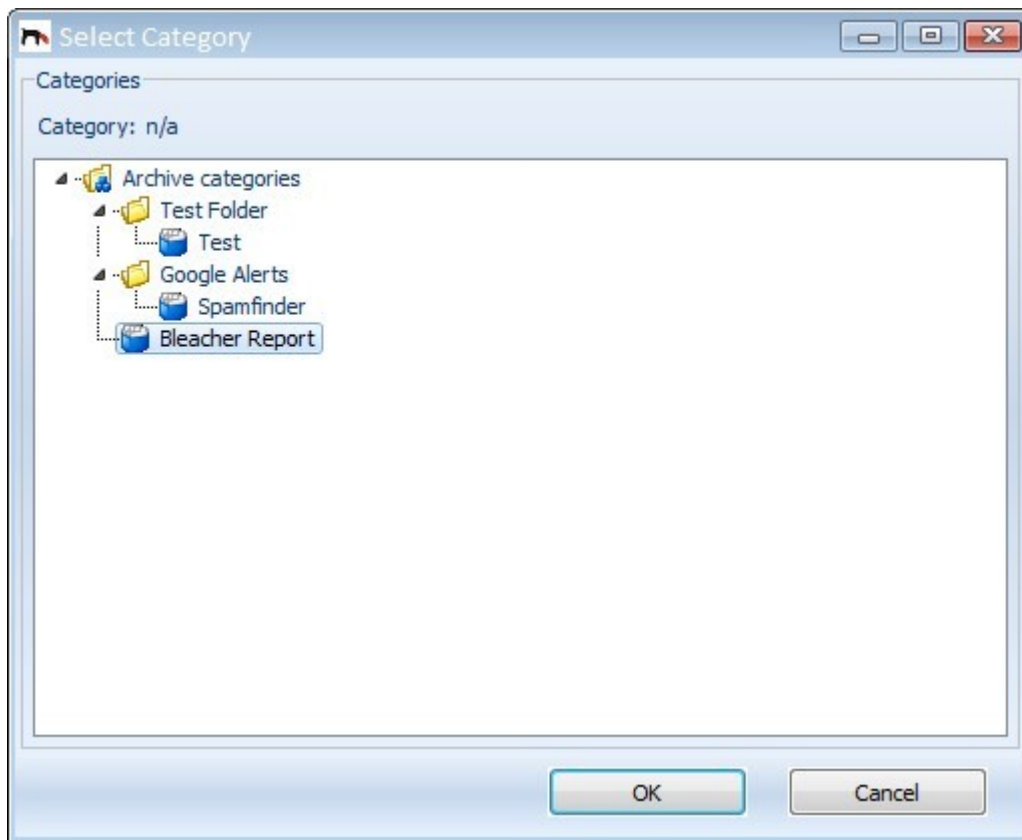 Select Category
Categories
Category: n/a
Archive categories
Test Folder
Test
Google Alerts
Spamfinder
Bleacher Report
OK
Cancel